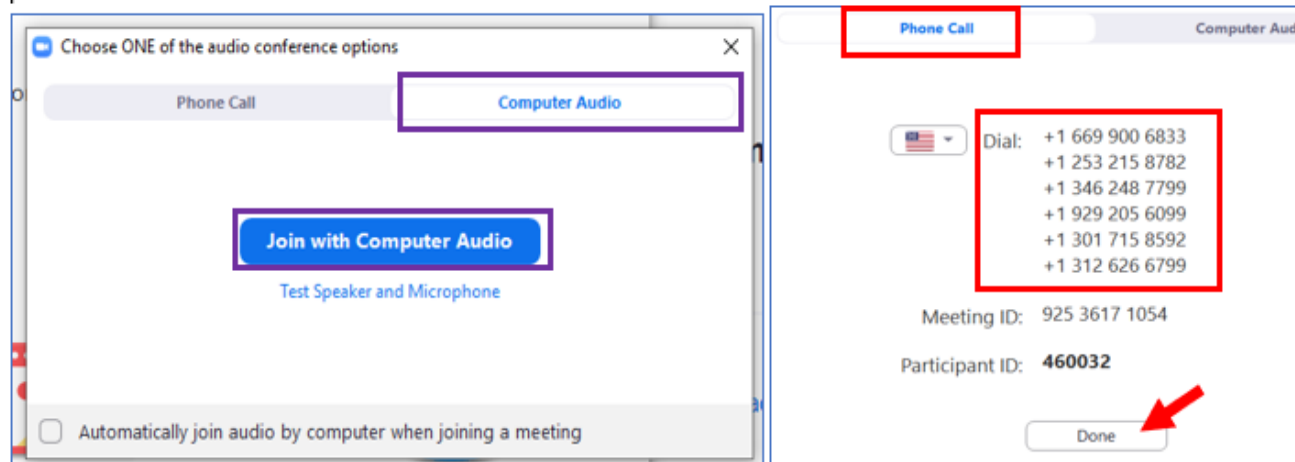 Choose ONE of the audio conference options
Phone Call
Computer Audio
Join with Computer Audio
Test Speaker and Microphone
Automatically join audio by computer when joining a meeting
Phone Call
Computer Aud
Dial:
+1 669 900 6833
+1 253 215 8782
+1 346 248 7799
+1 929 205 6099
+1 301 715 8592
+1 312 626 6799
Meeting ID: 925 3617 1054
Participant ID: 460032
Done